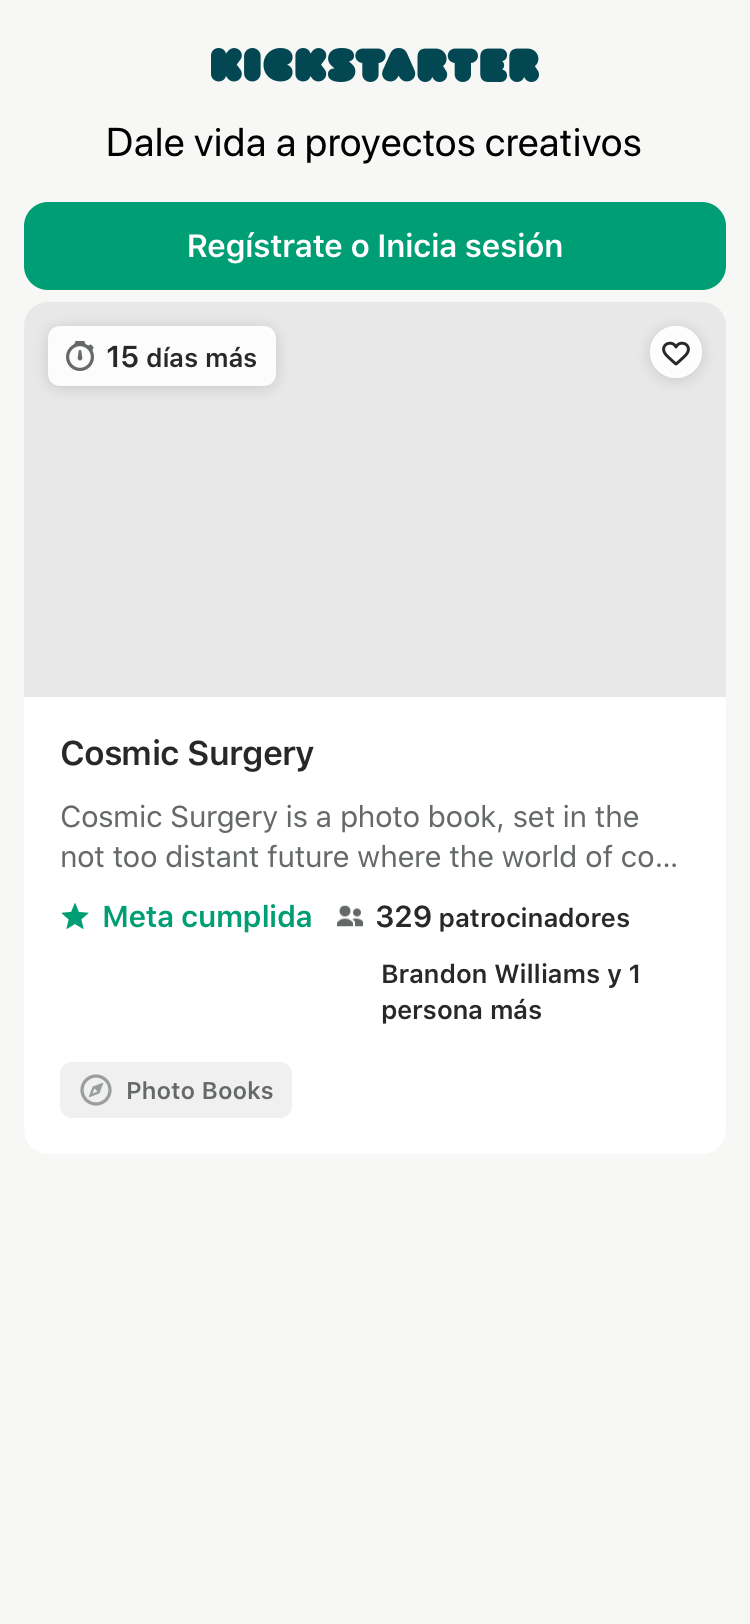 KICKSTARTER
Dale vida a proyectos creativos
Regístrate o Inicia sesión
15 días más
Cosmic Surgery
Cosmic Surgery is a photo book, set in the
not too distant future where the world of co...
Meta cumplida
329 patrocinadores
Brandon Williams y 1
persona más
Photo Books